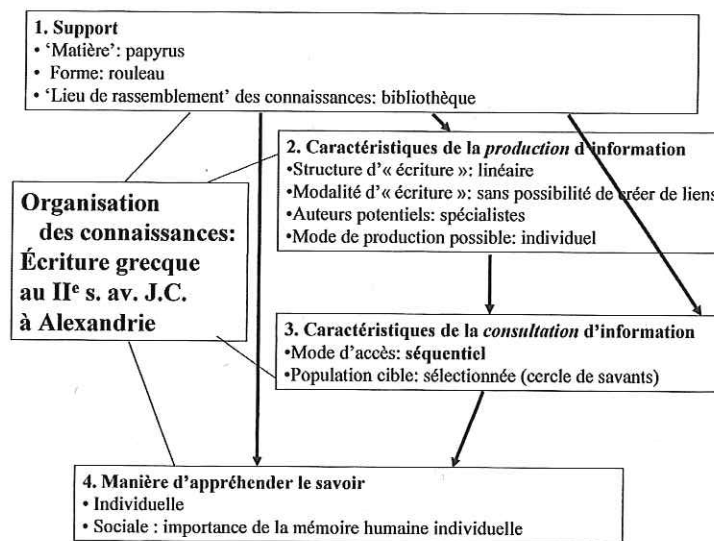 1. Support
• ‘Matière’: papyrus
• Forme: rouleau
• ‘Lieu de rassemblement’ des connaissances: bibliothèque
2. Caractéristiques de la production d’information
•Structure d’« écriture »: linéaire
•Modalité d’« écriture »: sans possibilité de créer de liens
•Auteurs potentiels: spécialistes
•Mode de production possible: individuel
Organisation
des connaissances:
Écriture grecque
au IIe s. av. J.C.
à Alexandrie
3. Caractéristiques de la consultation d’information
•Mode d’accès: séquentiel
•Population cible: sélectionnée (cercle de savants)
4. Manière d’appréhender le savoir
• Individuelle
• Sociale : importance de la mémoire humaine individuelle